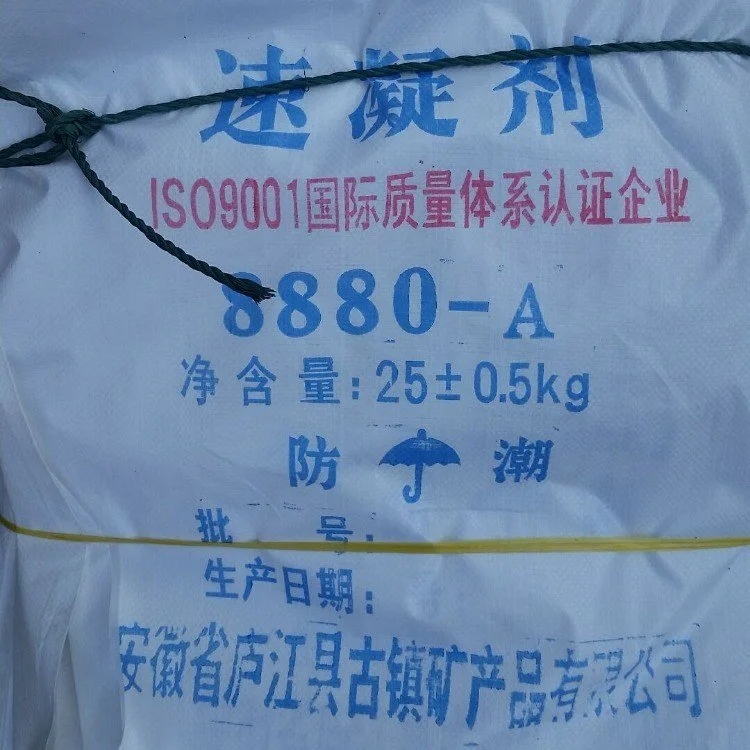 速凝剂
ISO9001国际质量体系认证企业
8880-A
净含量:25±0.5kg
防潮
批号:
生产日期:
安徽省庐江县古镇矿产品有限公司